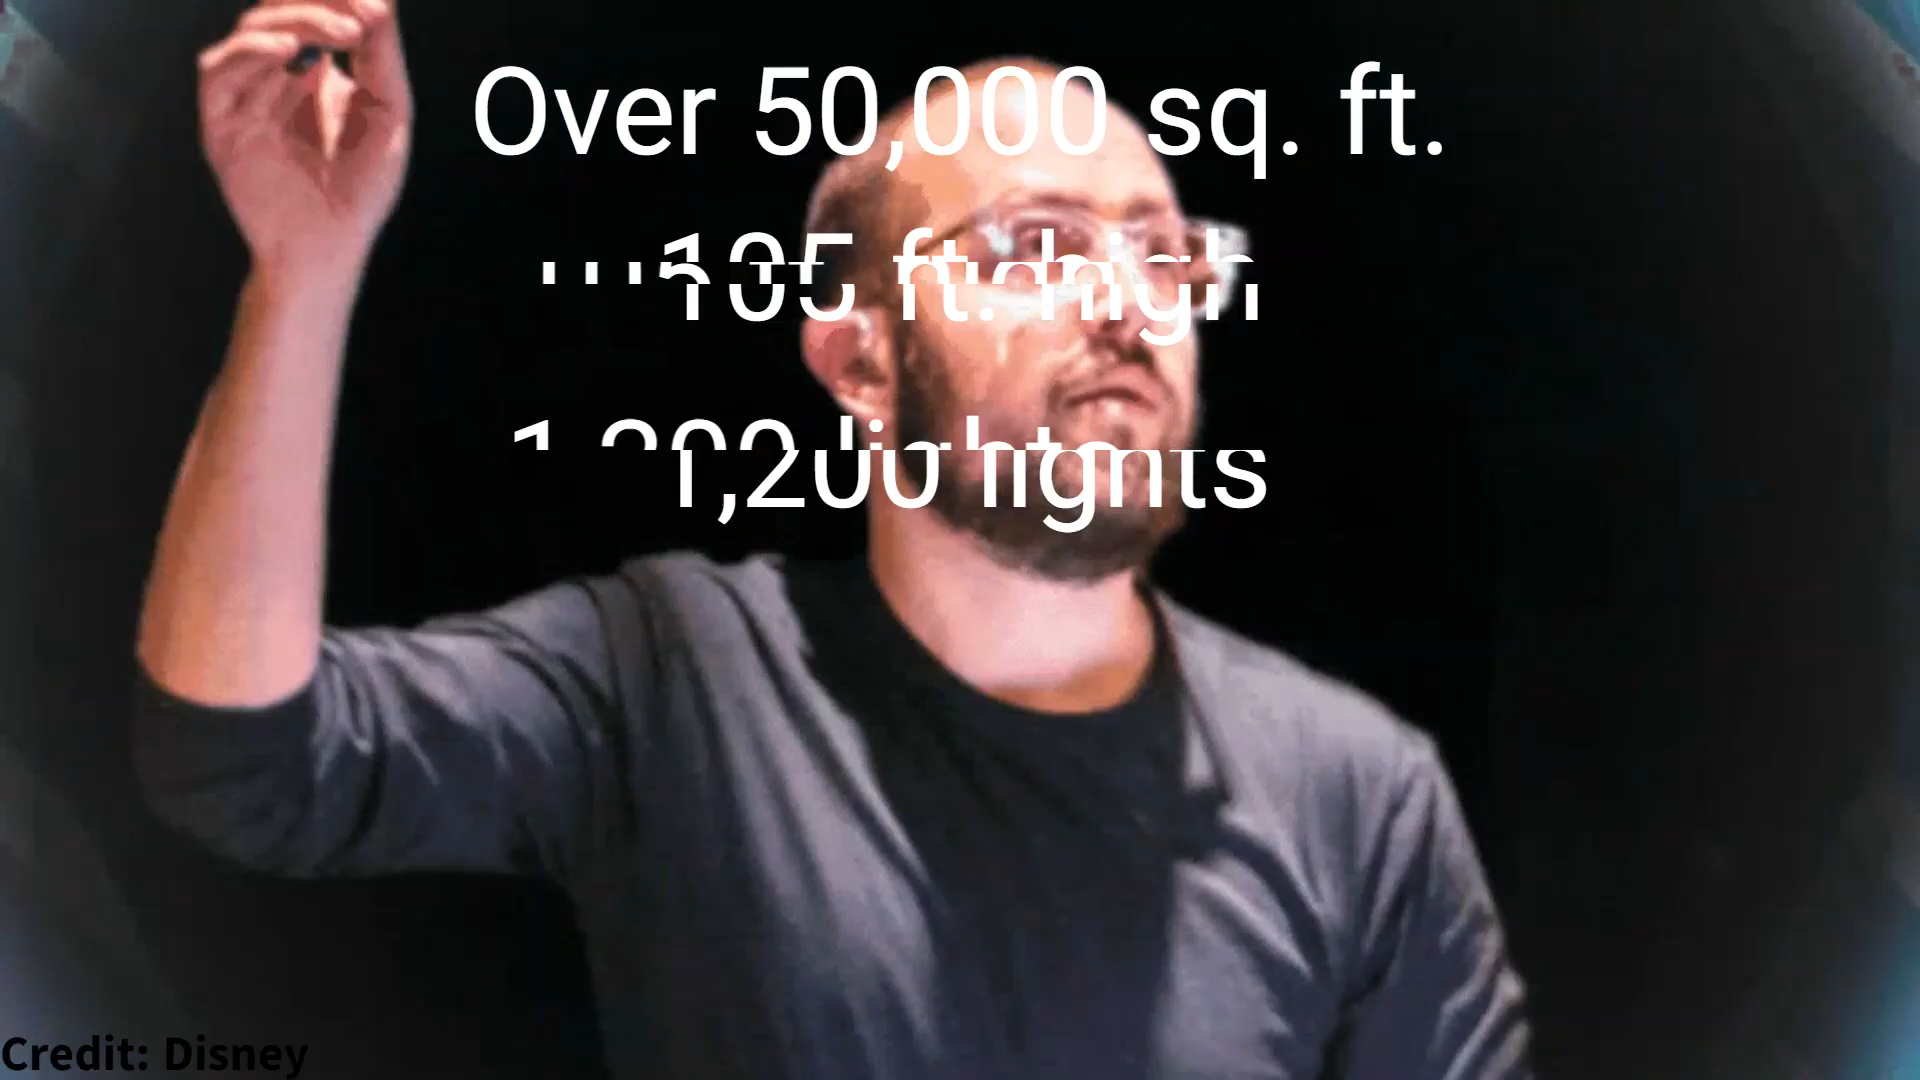 Over 50,000 sq. ft.
105 ft. high
1,200 lights
Credit: Disney